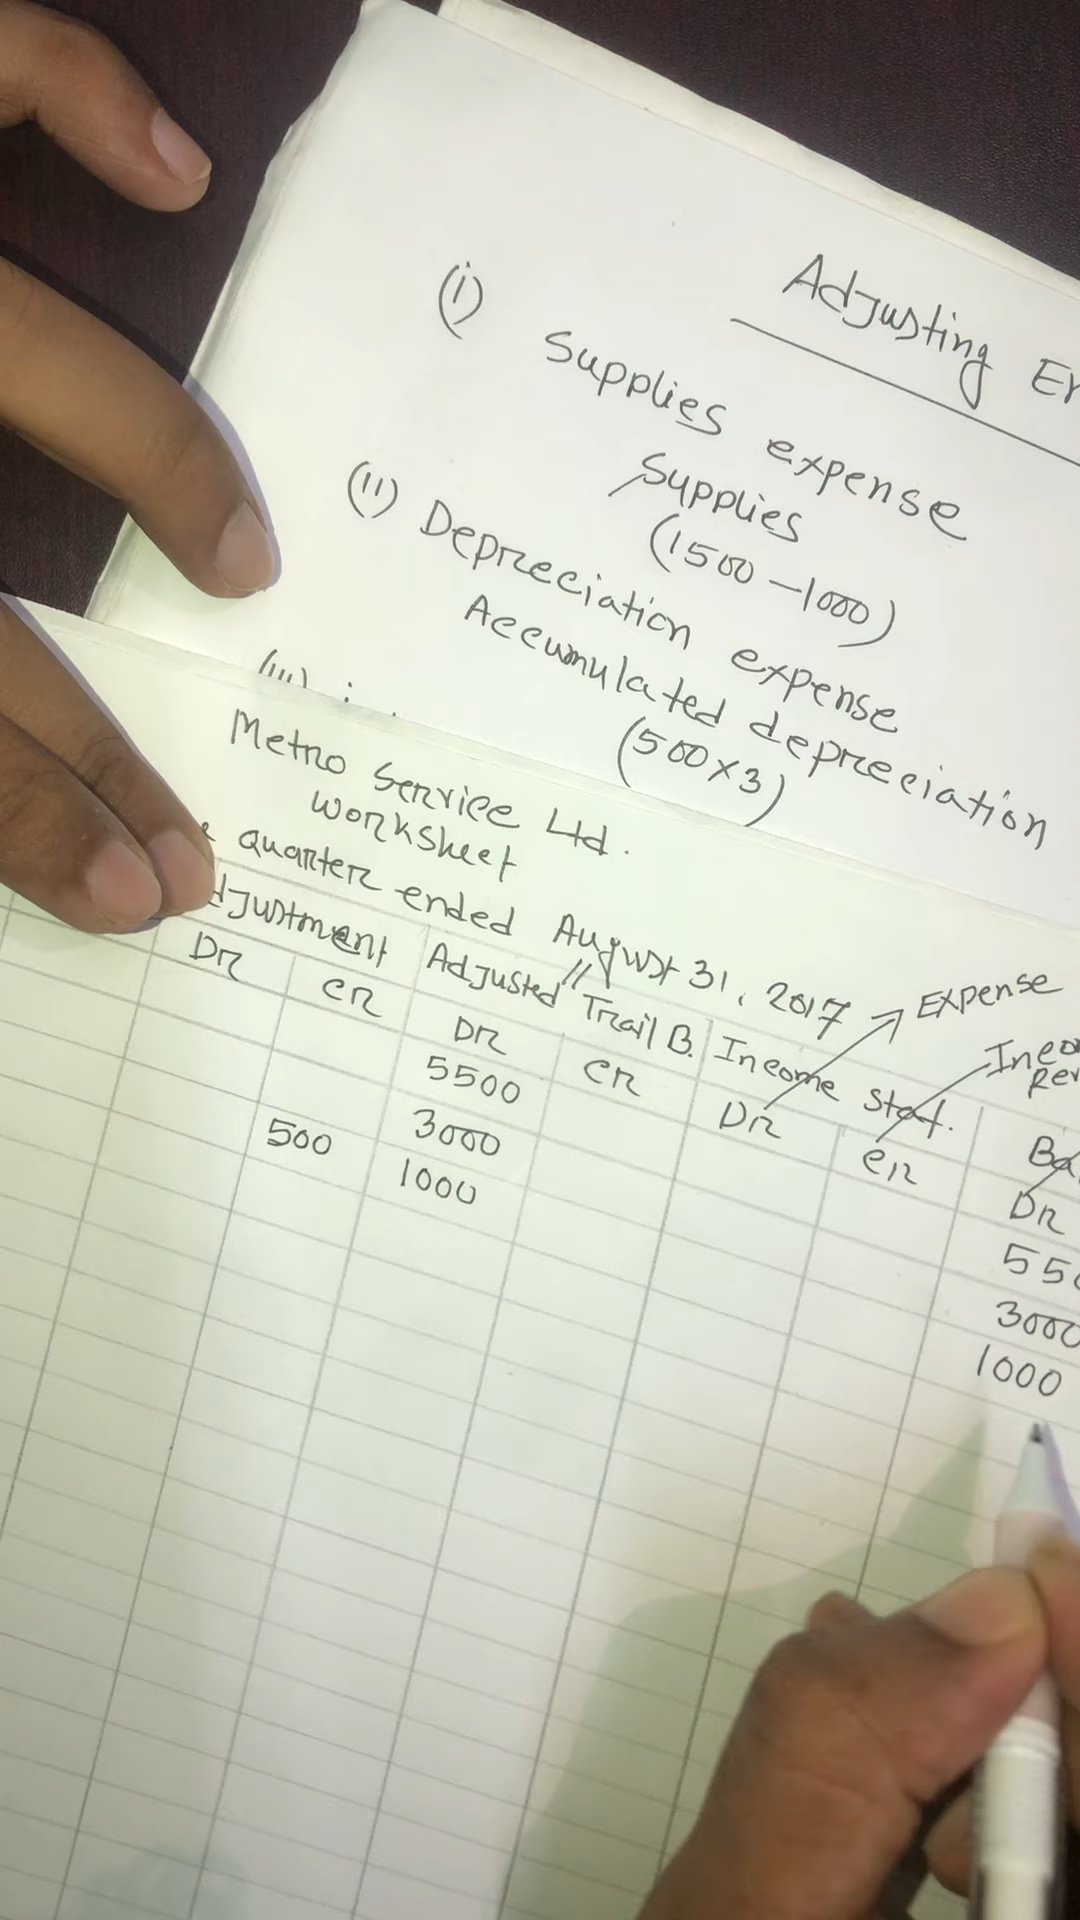 Adjusting
(i) Supplies expense
Supplies
(1500 - 1000)
(ii) Depreciation expense
Accumulated depreciation
(500 x 3)
(iii)
Metro Service Ltd.
Worksheet
quarter ended August 31, 2017
djustment Adjusted Trail B. Income Stat.
Expense
DR CR DR CR DR CR DR
5500
3000 3000
500 1000 1000